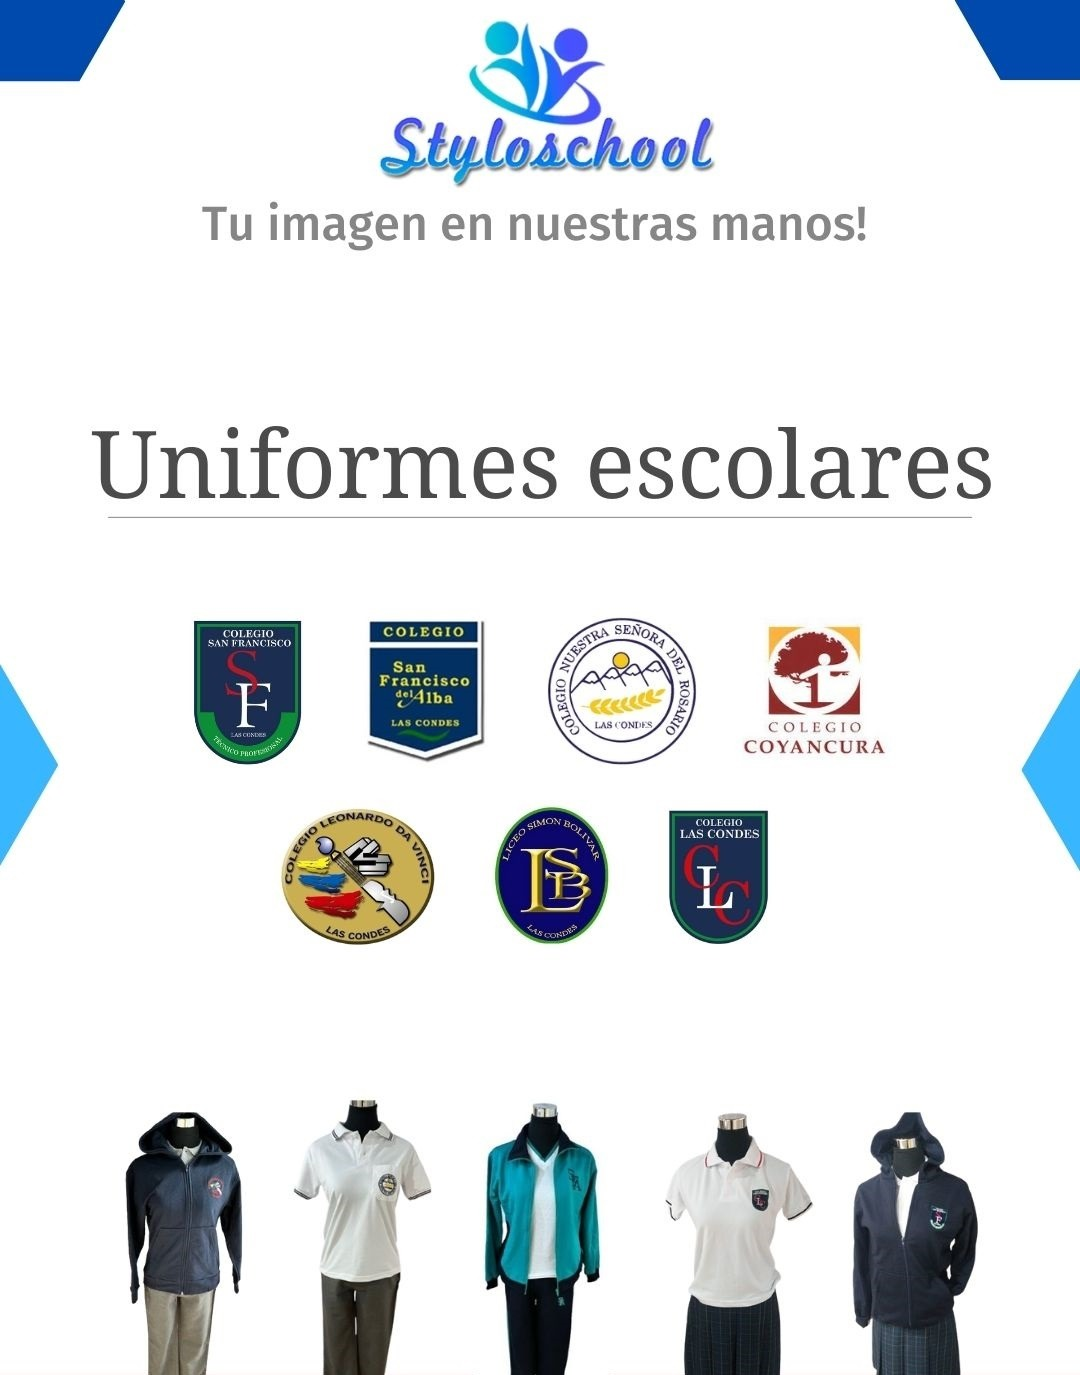 Styloschool
Tu imagen en nuestras manos!
Uniformes escolares
COLEGIO
SAN FRANCISCO
SF
LAS CONDES
TÉCNICO PROFESIONAL
COLEGIO
San
Francisco
del Alba
LAS CONDES
COLEGIO NUESTRA SEÑORA DEL ROSARIO
LAS CONDES
COLEGIO
COYANCURA
COLEGIO LEONARDO DA VINCI
LAS CONDES
LICEO SIMON BOLIVAR
LSB
LAS CONDES
COLEGIO
LAS CONDES
CLC